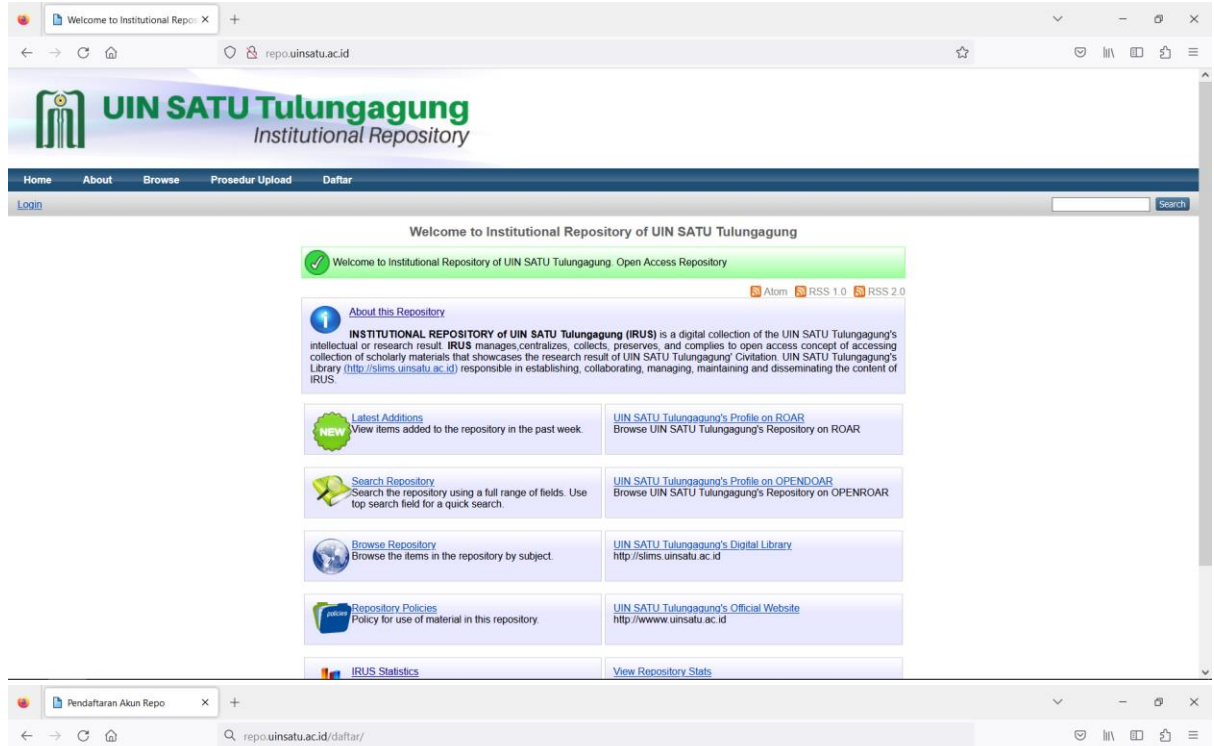 Welcome to Institutional Repos
repo.uinsatu.ac.id
UIN SATU Tulungagung
Institutional Repository
Home About Browse Prosedur Upload Daftar
Login Search
Welcome to Institutional Repository of UIN SATU Tulungagung
Welcome to Institutional Repository of UIN SATU Tulungagung. Open Access Repository
Atom RSS 1.0 RSS 2.0
About this Repository
INSTITUTIONAL REPOSITORY of UIN SATU Tulungagung (IRUS) is a digital collection of the UIN SATU Tulungagung's
intellectual or research result. IRUS manages,centralizes, collects, preserves, and complies to open access concept of accessing
collection of scholarly materials that showcases the research result of UIN SATU Tulungagung' Civitation. UIN SATU Tulungagung's
Library (http://slims.uinsatu.ac.id) responsible in establishing, collaborating, managing, maintaining and disseminating the content of
IRUS.
NEW
Latest Additions
View items added to the repository in the past week.
UIN SATU Tulungagung's Profile on ROAR
Browse UIN SATU Tulungagung's Repository on ROAR
Search Repository
Search the repository using a full range of fields. Use
top search field for a quick search.
UIN SATU Tulungagung's Profile on OPENDOAR
Browse UIN SATU Tulungagung's Repository on OPENROAR
Browse Repository
Browse the items in the repository by subject.
UIN SATU Tulungagung's Digital Library
http://slims.uinsatu.ac.id
policies
Repository Policies
Policy for use of material in this repository.
UIN SATU Tulungagung's Official Website
http://wwww.uinsatu.ac.id
IRUS Statistics
View Repository Stats
Pendaftaran Akun Repo
repo.uinsatu.ac.id/daftar/